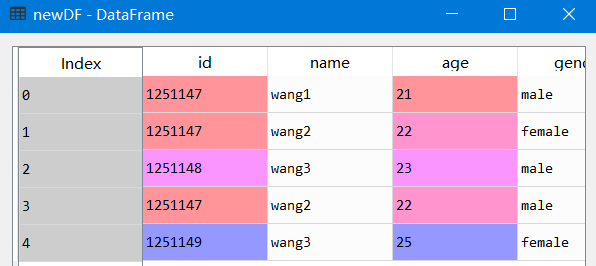 newDF - DataFrame
Index id name age gend
0 1251147 wang1 21 male
1 1251147 wang2 22 female
2 1251148 wang3 23 male
3 1251147 wang2 22 male
4 1251149 wang3 25 female